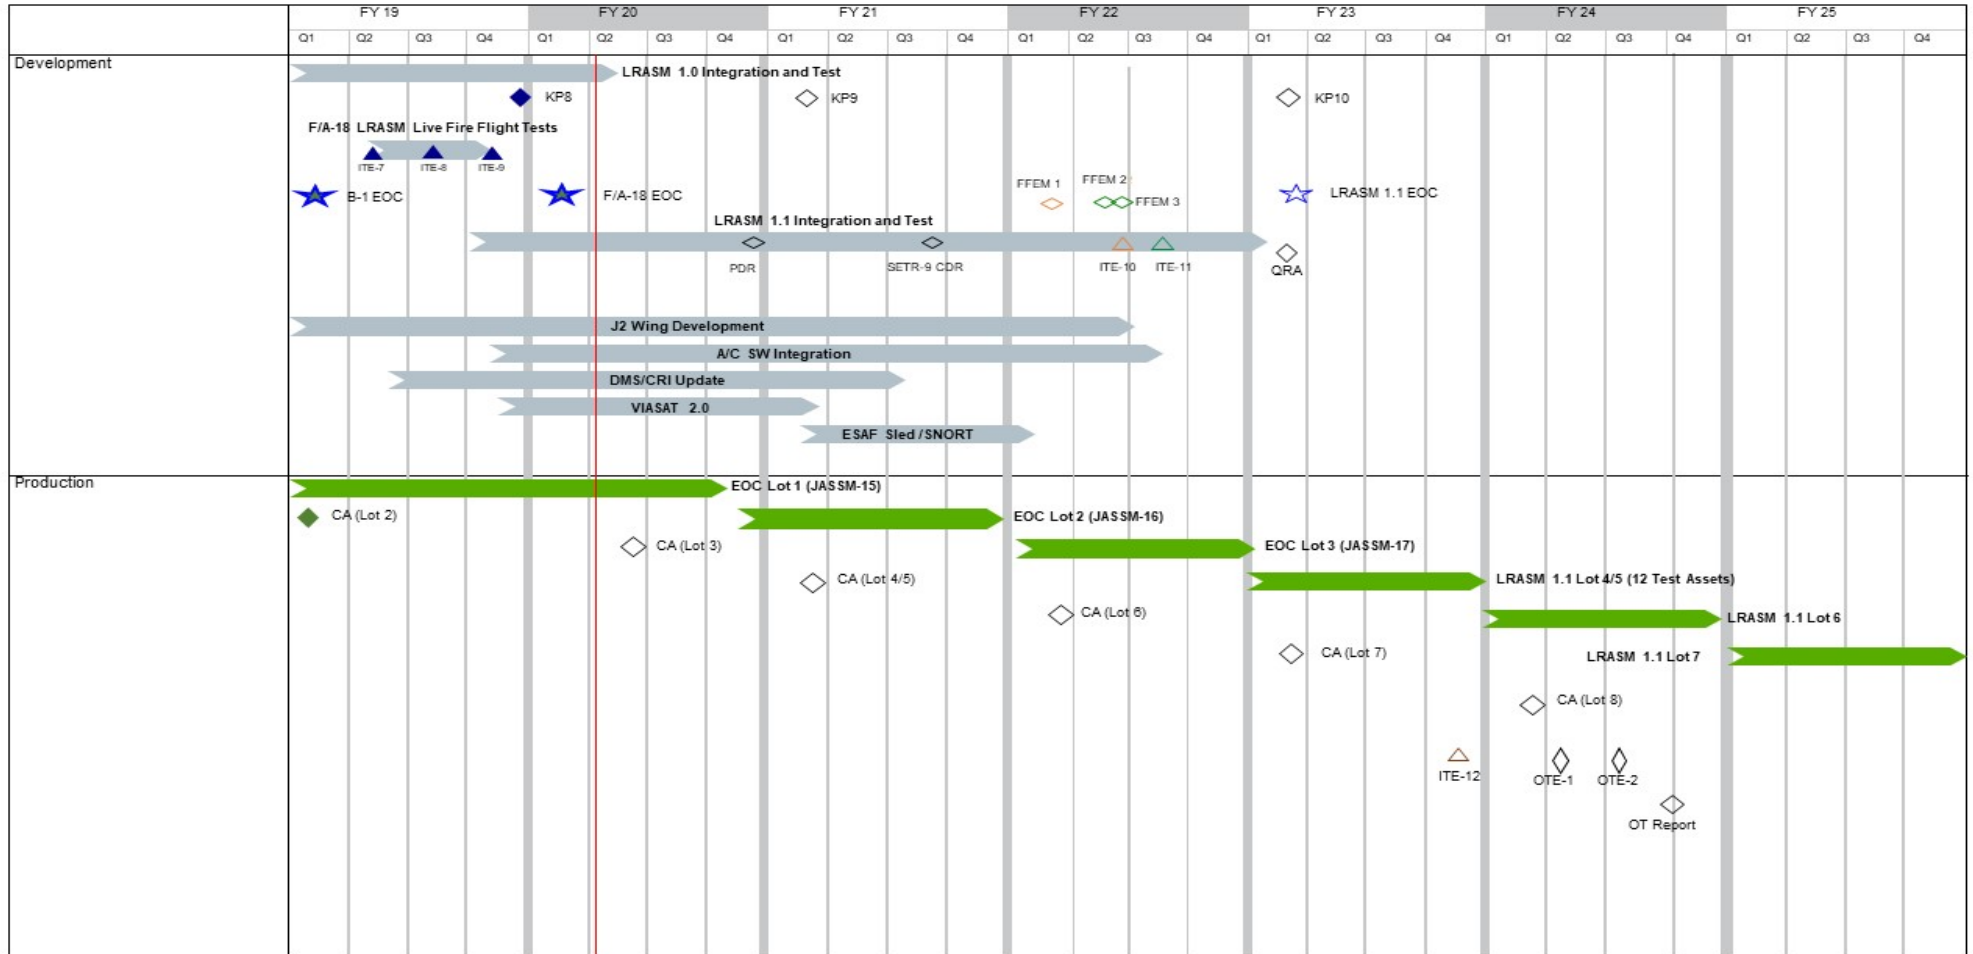 FY 19 FY 20 FY 21 FY 22 FY 23 FY 24 FY 25
Q1 Q2 Q3 Q4 Q1 Q2 Q3 Q4 Q1 Q2 Q3 Q4 Q1 Q2 Q3 Q4 Q1 Q2 Q3 Q4 Q1 Q2 Q3 Q4 Q1 Q2 Q3 Q4
Development
LRASM 1.0 Integration and Test
KP8 KP9 KP10
F/A-18 LRASM Live Fire Flight Tests
ITE-7 ITE-8 ITE-9
B-1 EOC F/A-18 EOC FFEM 1 FFEM 2 FFEM 3 LRASM 1.1 EOC
LRASM 1.1 Integration and Test
PDR SETR-9 CDR ITE-10 ITE-11 QRA
J2 Wing Development
A/C SW Integration
DMS/CRI Update
VIASAT 2.0
ESAF Sled /SNORT
Production
EOC Lot 1 (JASSM-15)
CA (Lot 2) EOC Lot 2 (JASSM-16)
CA (Lot 3) EOC Lot 3 (JASSM-17)
CA (Lot 4/5) LRASM 1.1 Lot 4/5 (12 Test Assets)
CA (Lot 6) LRASM 1.1 Lot 6
CA (Lot 7) LRASM 1.1 Lot 7
CA (Lot 8)
ITE-12 OTE-1 OTE-2
OT Report